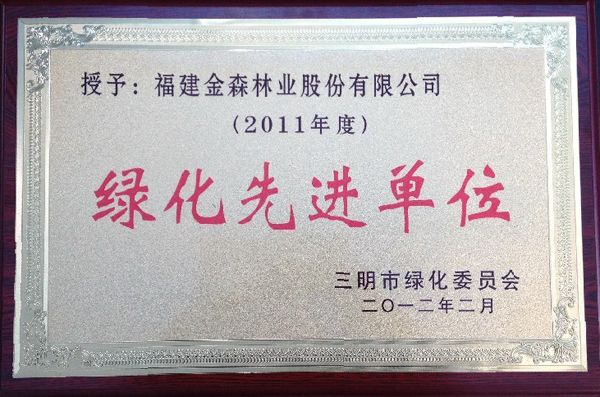 授予：福建金森林业股份有限公司
（2011年度）
绿化先进单位
三明市绿化委员会
二〇一二年二月